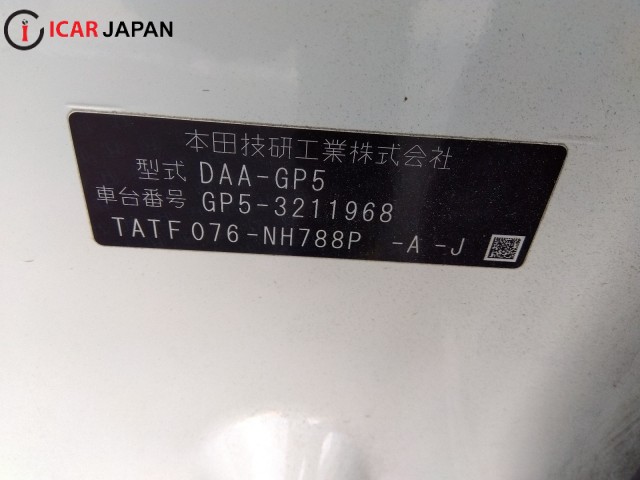 ICAR JAPAN
本田技研工業株式会社
型式 DAA-GP5
車台番号 GP5-3211968
TATF076-NH788P -A -J